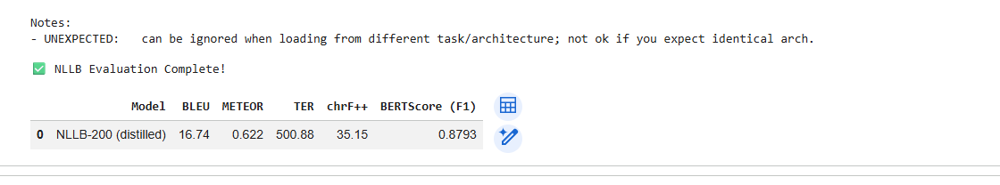 Notes:
- UNEXPECTED:   can be ignored when loading from different task/architecture; not ok if you expect identical arch.
✅ NLLB Evaluation Complete!
Model BLEU METEOR TER chrF++ BERTScore (F1)
0 NLLB-200 (distilled) 16.74 0.622 500.88 35.15 0.8793